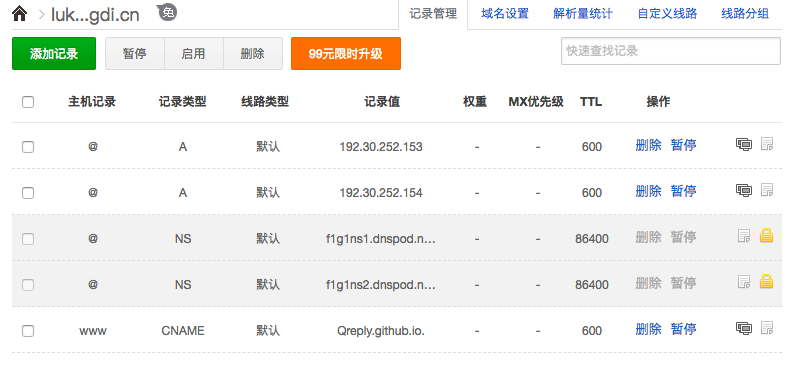 luk...gdi.cn 免 记录管理 域名设置 解析量统计 自定义线路 线路分组
添加记录 暂停 启用 删除 99元限时升级 快速查找记录
主机记录 记录类型 线路类型 记录值 权重 MX优先级 TTL 操作
@ A 默认 192.30.252.153 - - 600 删除 暂停
@ A 默认 192.30.252.154 - - 600 删除 暂停
@ NS 默认 f1g1ns1.dnspod.n... - - 86400 删除 暂停
@ NS 默认 f1g1ns2.dnspod.n... - - 86400 删除 暂停
www CNAME 默认 Qreply.github.io. - - 600 删除 暂停